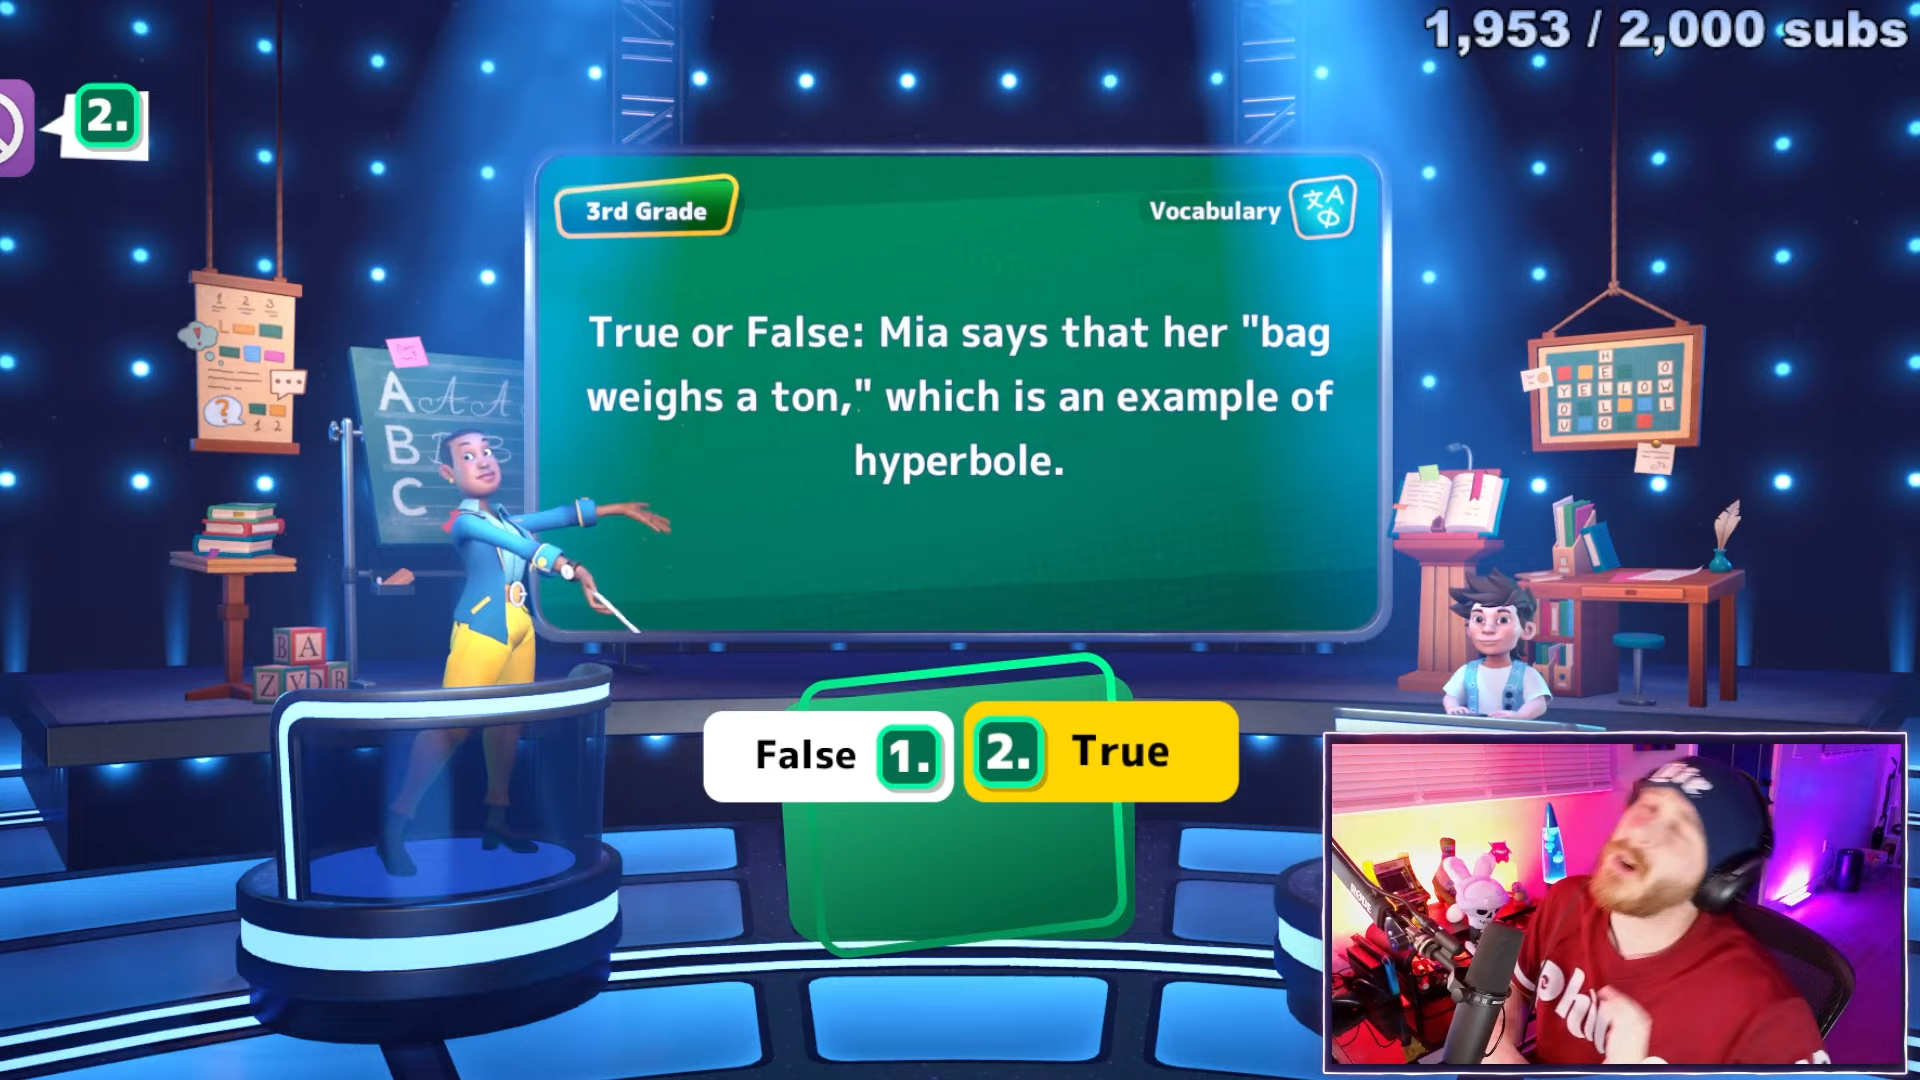 1,953 / 2,000 subs
2.
3rd Grade
Vocabulary
True or False: Mia says that her "bag
weighs a ton," which is an example of
hyperbole.
A
B
C
False 1.
2. True